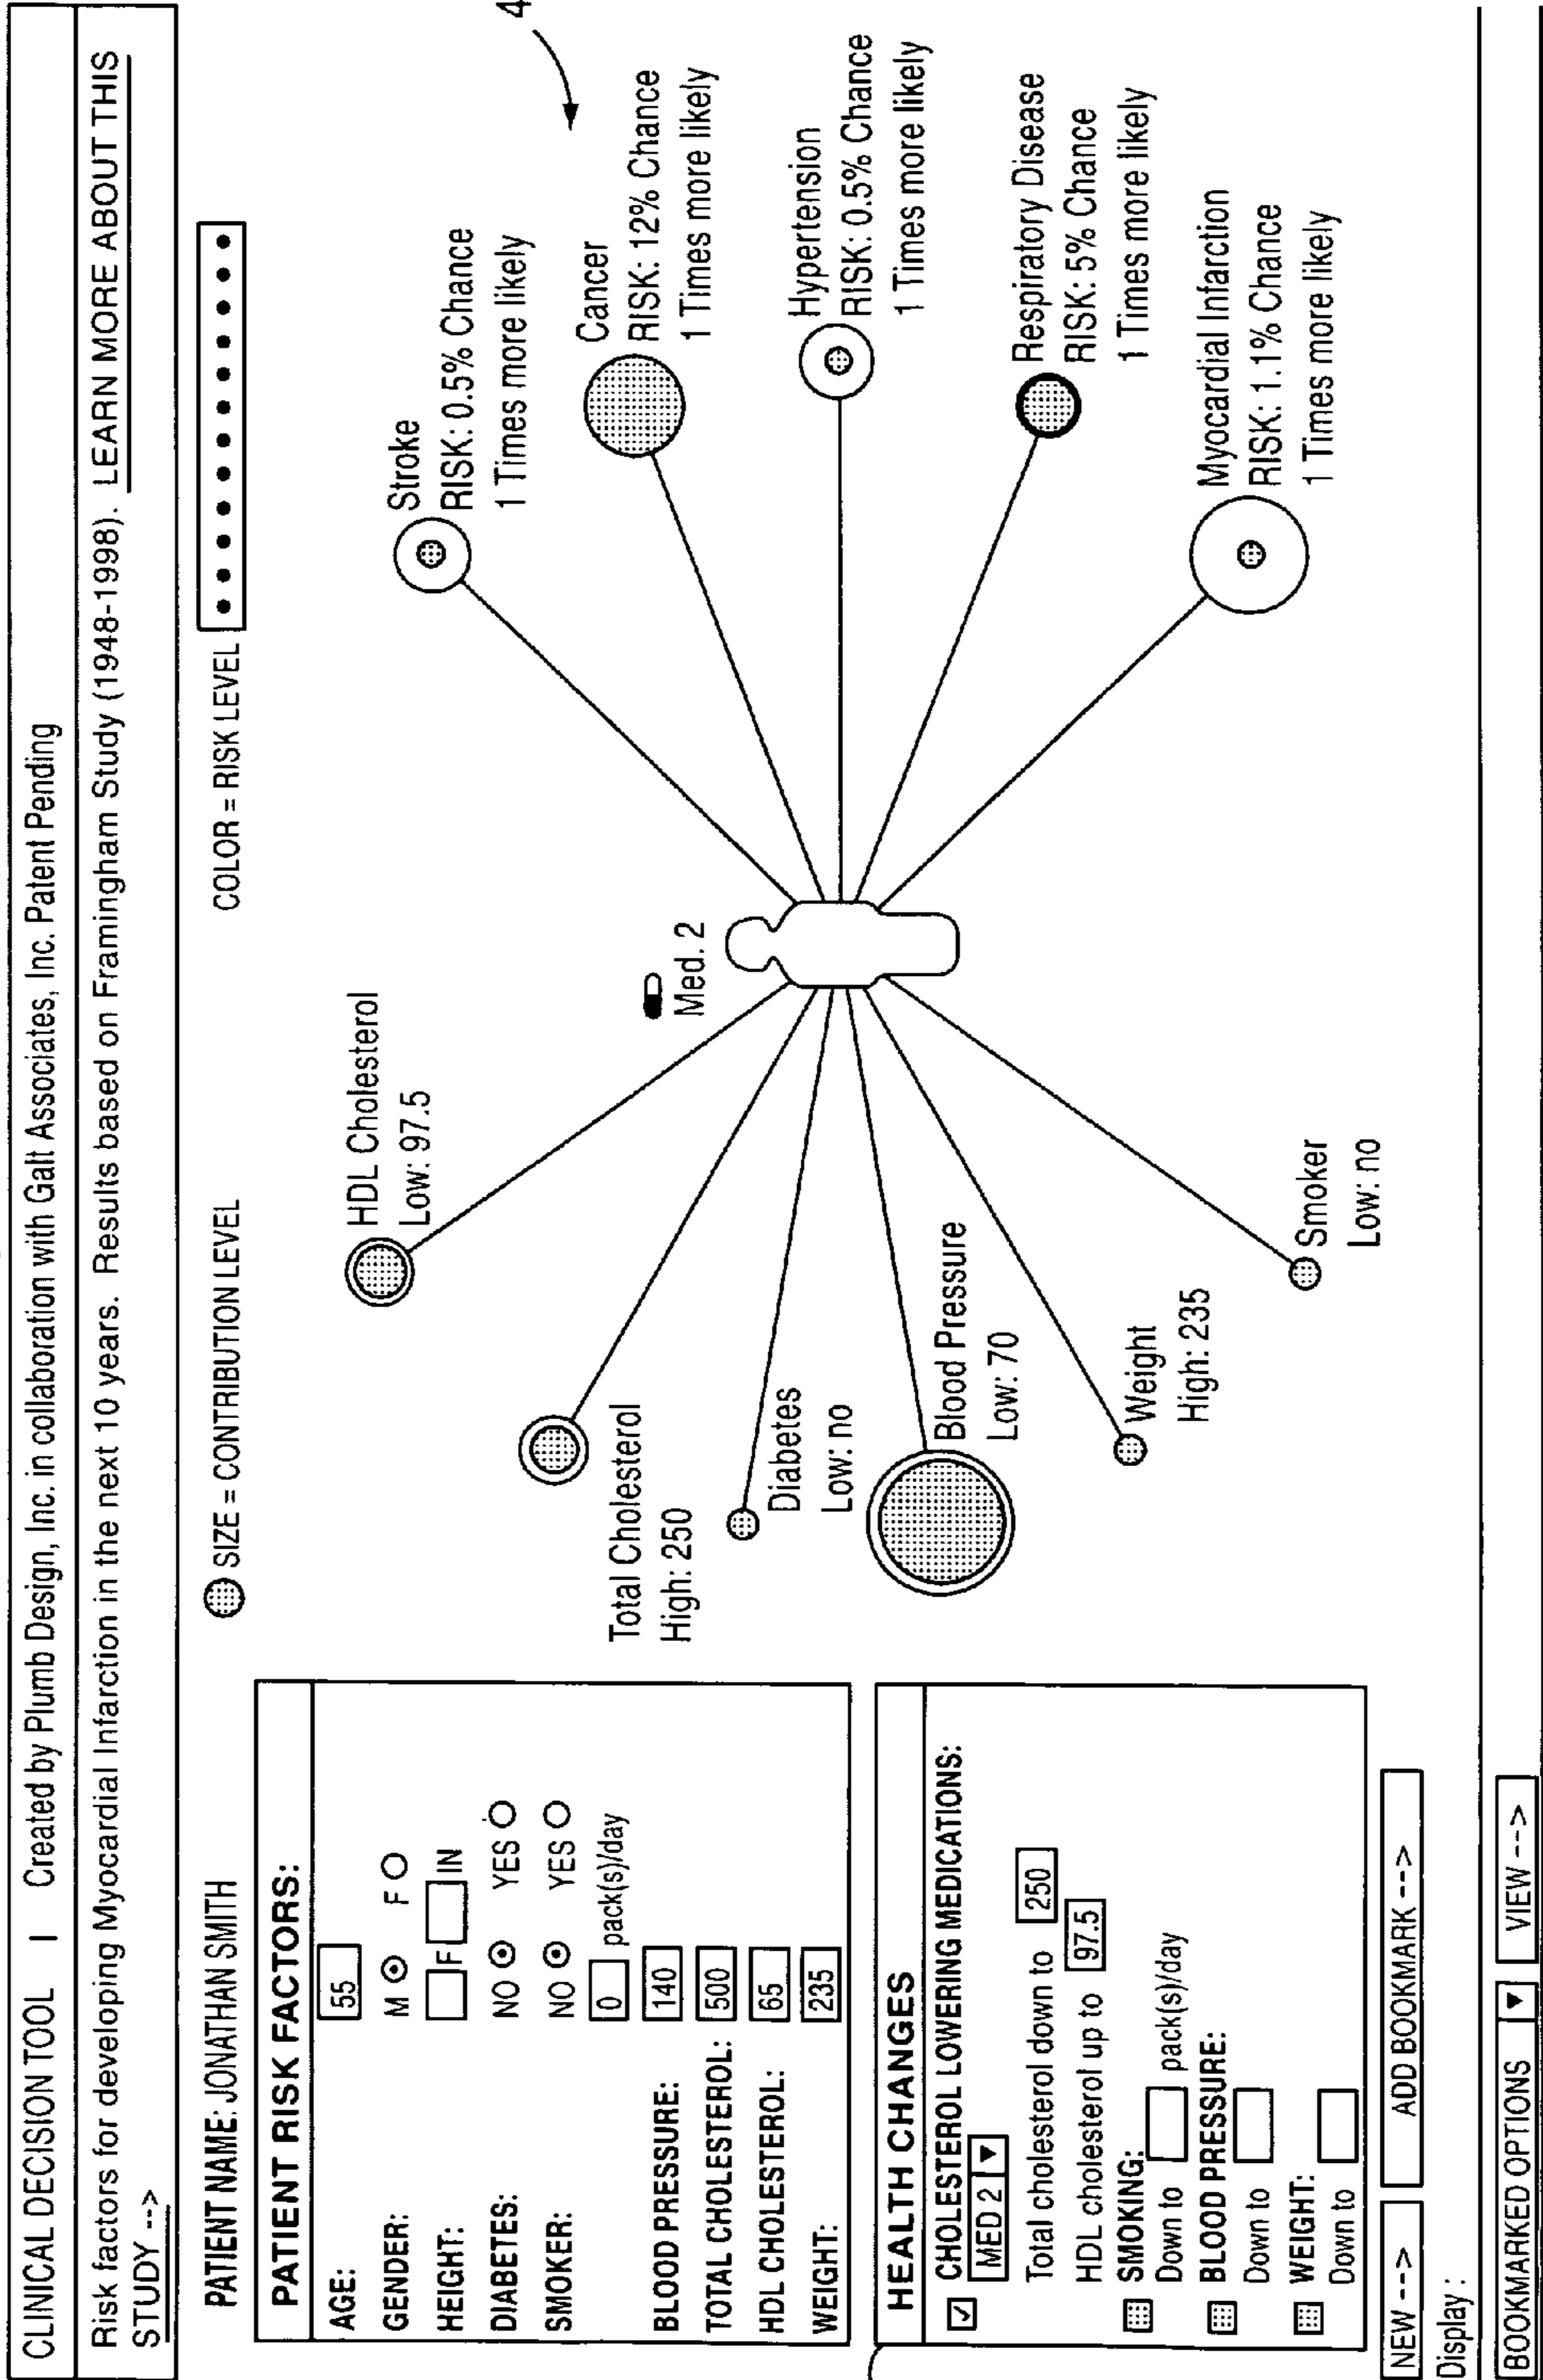 CLINICAL DECISION TOOL | Created by Plumb Design, Inc. in collaboration with Galt Associates, Inc. Patent Pending
Risk factors for developing Myocardial Infarction in the next 10 years. Results based on Framingham Study (1948-1998). LEARN MORE ABOUT THIS
STUDY -->
PATIENT NAME: JONATHAN SMITH
SIZE = CONTRIBUTION LEVEL
COLOR = RISK LEVEL
PATIENT RISK FACTORS:
AGE: 55
GENDER: M F
HEIGHT: F IN
DIABETES: NO YES
SMOKER: NO YES
0 pack(s)/day
BLOOD PRESSURE: 140
TOTAL CHOLESTEROL: 500
HDL CHOLESTEROL: 65
WEIGHT: 235
HEALTH CHANGES
CHOLESTEROL LOWERING MEDICATIONS:
MED 2
Total cholesterol down to 250
HDL cholesterol up to 97.5
SMOKING:
Down to pack(s)/day
BLOOD PRESSURE:
Down to
WEIGHT:
Down to
NEW --> ADD BOOKMARK -->
Display :
BOOKMARKED OPTIONS VIEW -->
HDL Cholesterol
Low: 97.5
Total Cholesterol
High: 250
Diabetes
Low: no
Blood Pressure
Low: 70
Weight
High: 235
Smoker
Low: no
Med. 2
Stroke
RISK: 0.5% Chance
1 Times more likely
Cancer
RISK: 12% Chance
1 Times more likely
Hypertension
RISK: 0.5% Chance
1 Times more likely
Respiratory Disease
RISK: 5% Chance
1 Times more likely
Myocardial Infarction
RISK: 1.1% Chance
1 Times more likely
4